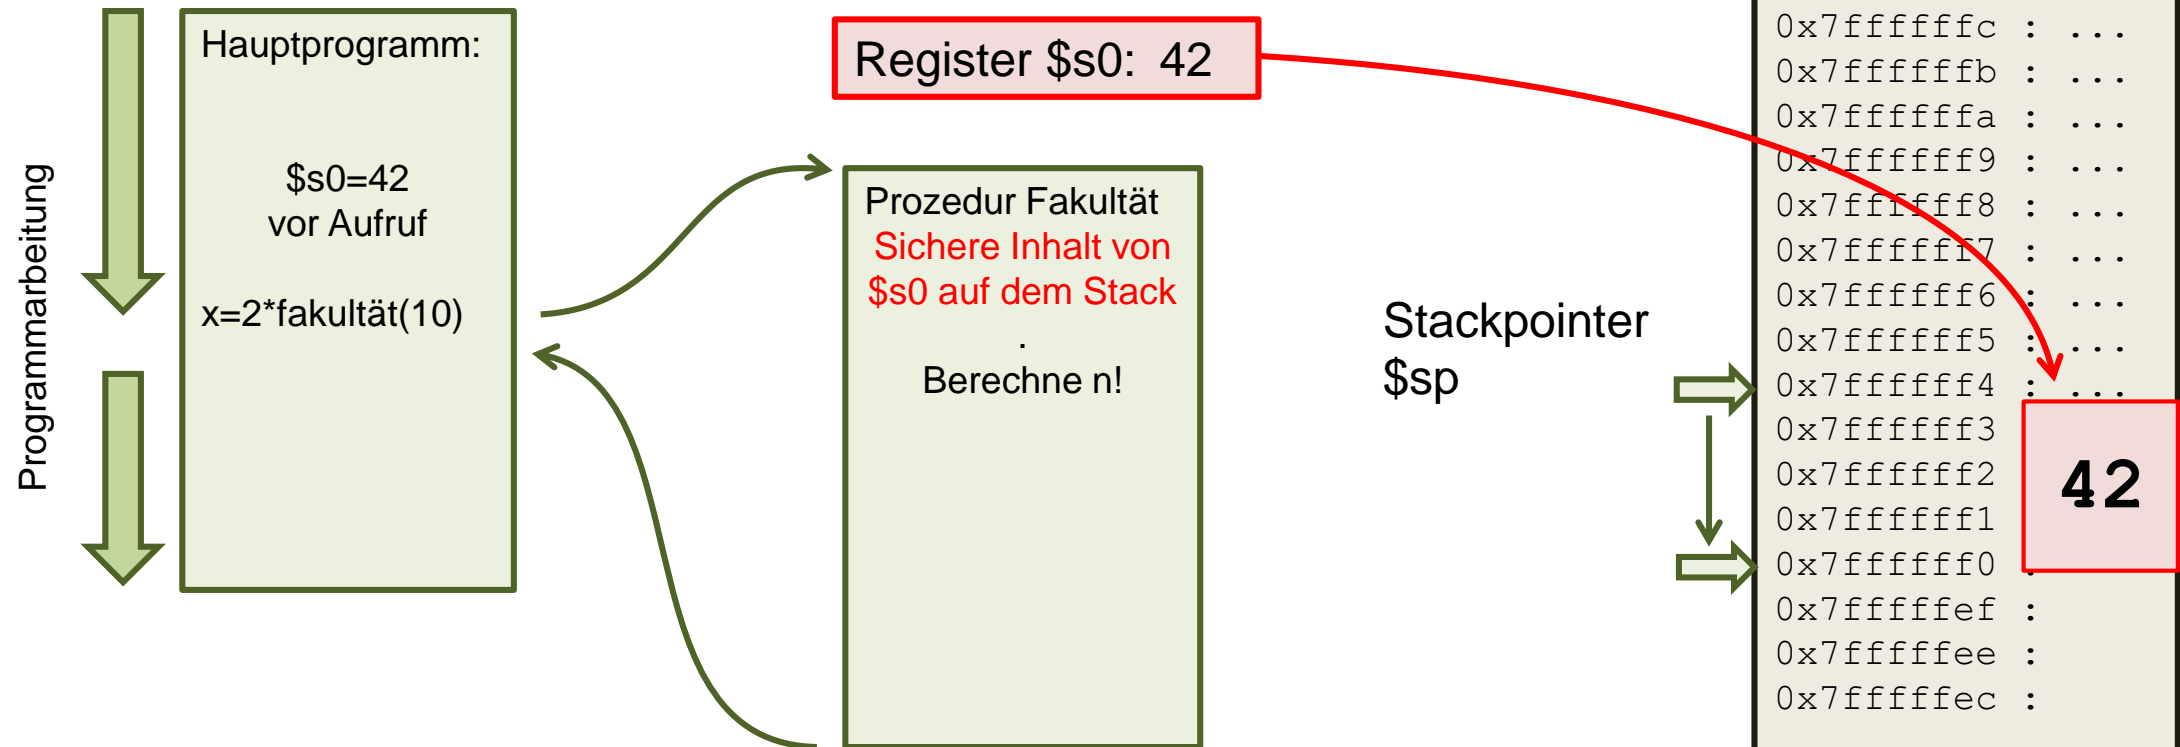 Programmarbeitung
Hauptprogramm:
$s0=42
vor Aufruf
x=2*fakultät(10)
Register $s0: 42
Prozedur Fakultät
Sichere Inhalt von
$s0 auf dem Stack
.
Berechne n!
Stackpointer
$sp
0x7ffffffc : ...
0x7ffffffb : ...
0x7ffffffa : ...
0x7ffffff9 : ...
0x7ffffff8 : ...
0x7ffffff7 : ...
0x7ffffff6 : ...
0x7ffffff5 : ...
0x7ffffff4 : ...
0x7ffffff3
0x7ffffff2
0x7ffffff1
0x7ffffff0 :
0x7fffffef :
0x7fffffee :
0x7fffffec :
42